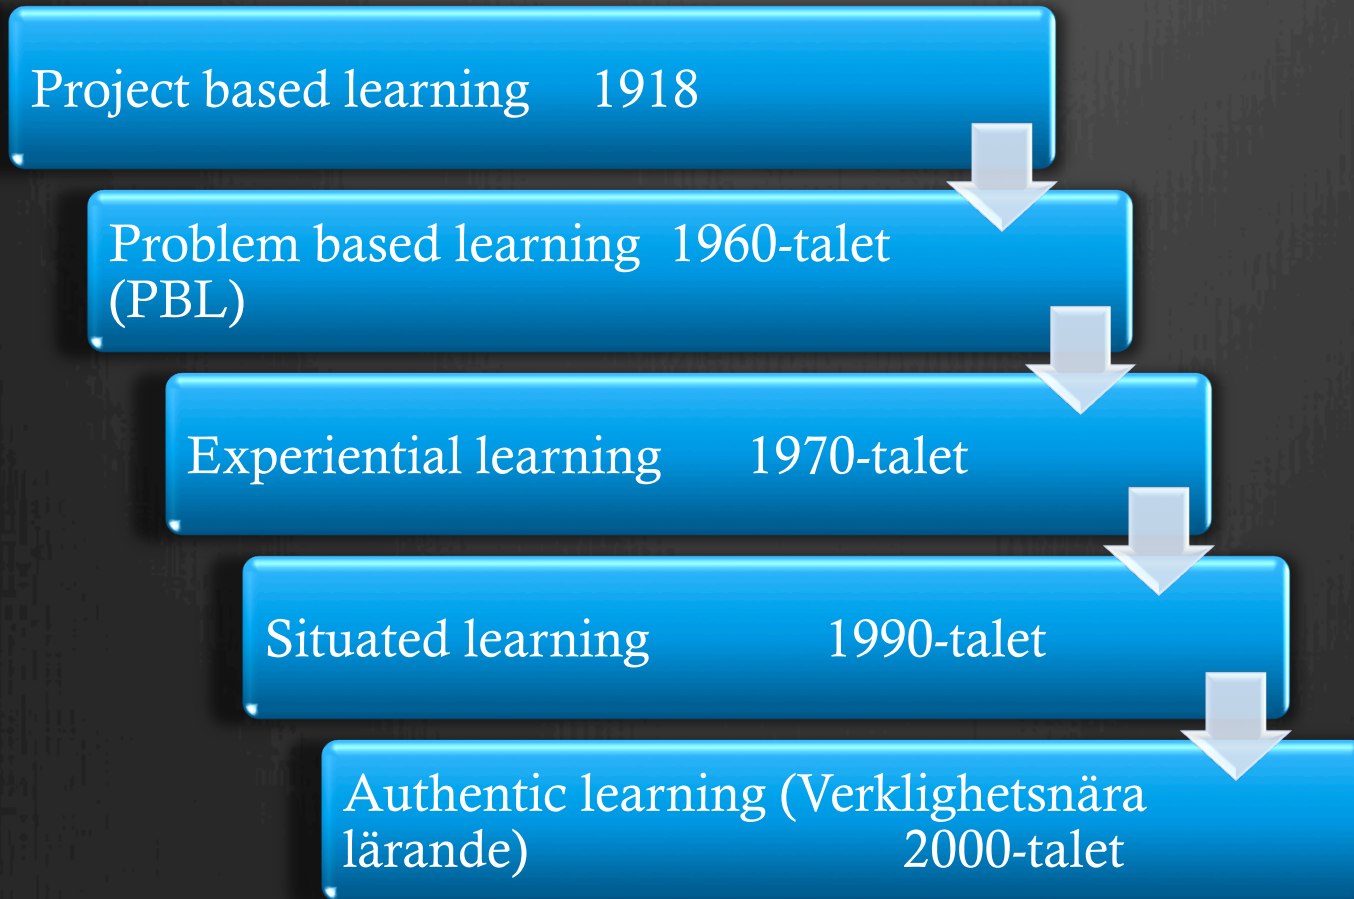 Project based learning 1918
Problem based learning 1960-talet
(PBL)
Experiential learning 1970-talet
Situated learning 1990-talet
Authentic learning (Verklighetsnära
lärande) 2000-talet